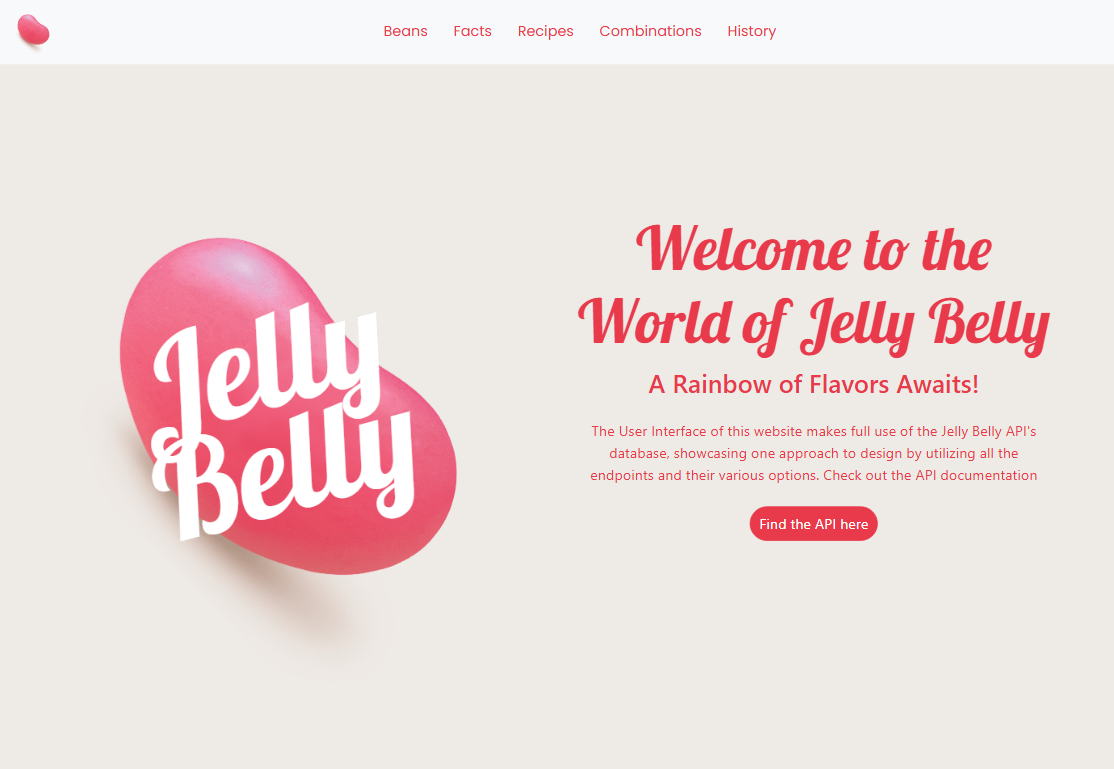 Beans Facts Recipes Combinations History
Jelly
Belly
Welcome to the
World of Jelly Belly
A Rainbow of Flavors Awaits!
The User Interface of this website makes full use of the Jelly Belly API's
database, showcasing one approach to design by utilizing all the
endpoints and their various options. Check out the API documentation
Find the API here